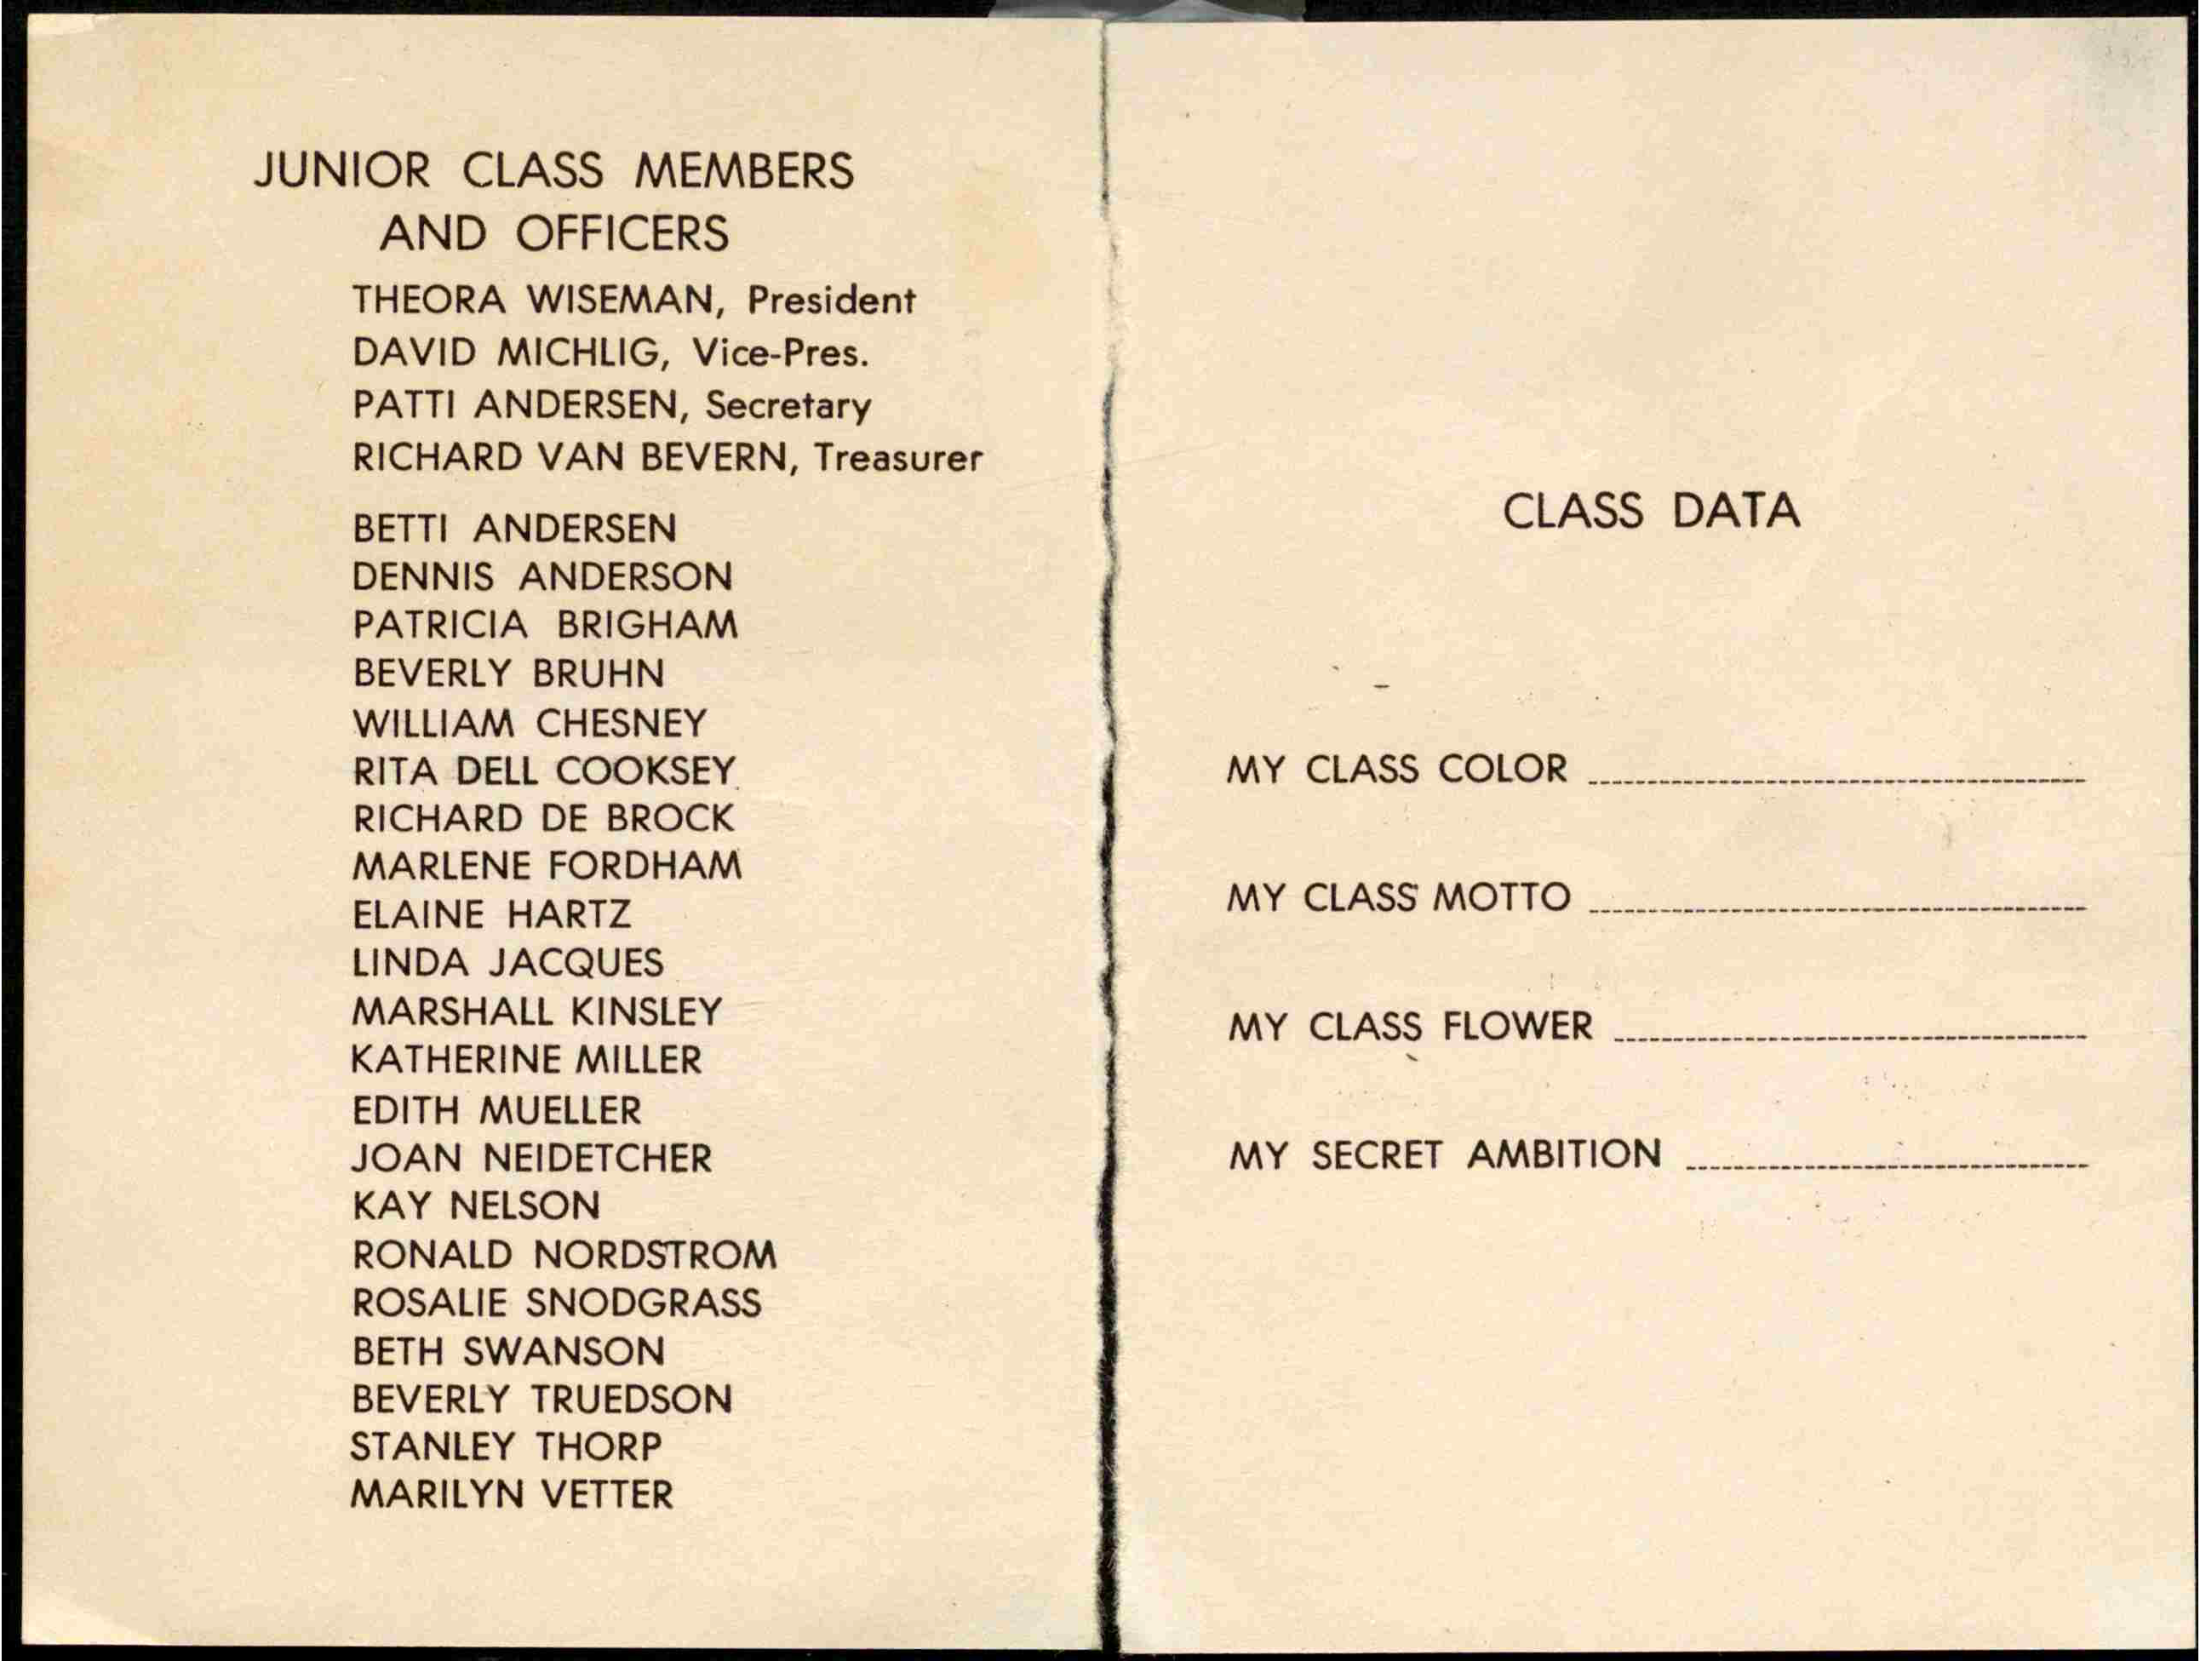 JUNIOR CLASS MEMBERS
AND OFFICERS
THEORA WISEMAN, President
DAVID MICHLIG, Vice-Pres.
PATTI ANDERSEN, Secretary
RICHARD VAN BEVERN, Treasurer
BETTI ANDERSEN
DENNIS ANDERSON
PATRICIA BRIGHAM
BEVERLY BRUHN
WILLIAM CHESNEY
RITA DELL COOKSEY
RICHARD DE BROCK
MARLENE FORDHAM
ELAINE HARTZ
LINDA JACQUES
MARSHALL KINSLEY
KATHERINE MILLER
EDITH MUELLER
JOAN NEIDETCHER
KAY NELSON
RONALD NORDSTROM
ROSALIE SNODGRASS
BETH SWANSON
BEVERLY TRUEDSON
STANLEY THORP
MARILYN VETTER
CLASS DATA
MY CLASS COLOR
MY CLASS MOTTO
MY CLASS FLOWER
MY SECRET AMBITION